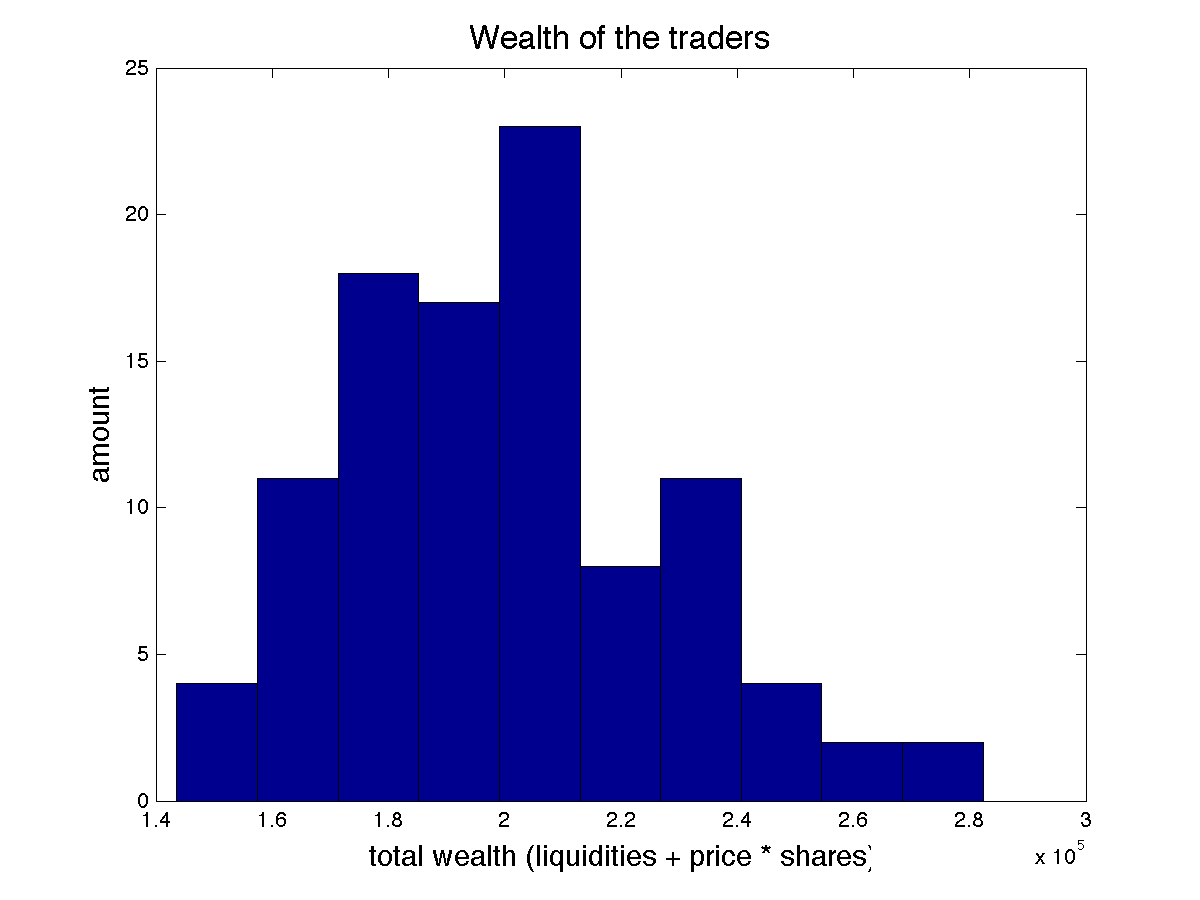 Wealth of the traders
25
20
15
10
5
0
amount
1.4 1.6 1.8 2 2.2 2.4 2.6 2.8 3
x 10^5
total wealth (liquidities + price * shares)